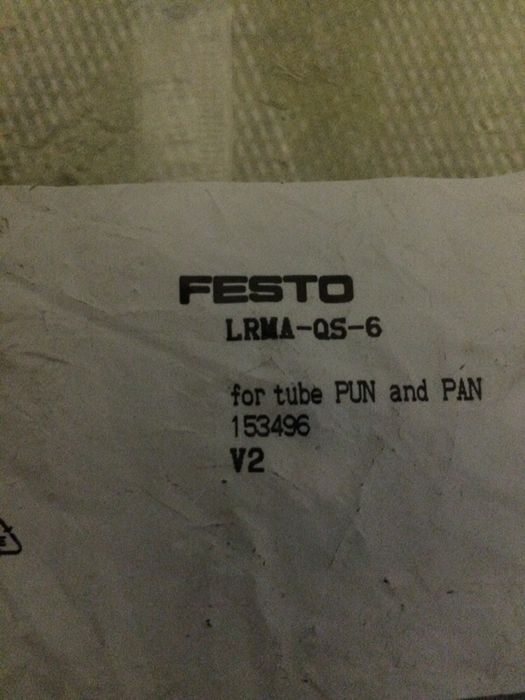 FESTO
LRMA-QS-6
for tube PUN and PAN
153496
V2